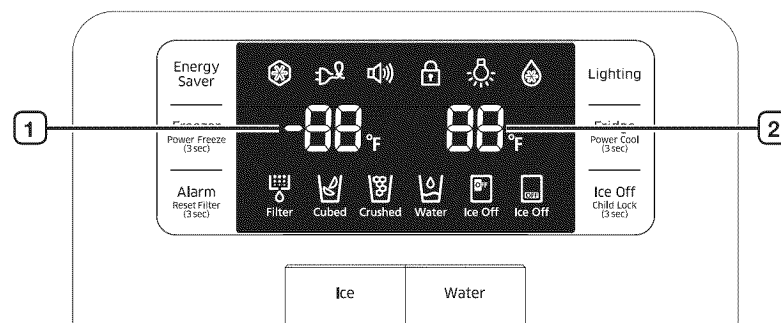 Energy
Saver
Lighting
1
-88 °F
88 °F
2
Freezer
Power Freeze
(3 sec)
Fridge
Power Cool
(3 sec)
Alarm
Reset Filter
(3 sec)
Filter
Cubed
Crushed
Water
OFF
Ice Off
OFF
Ice Off
Ice Off
Child Lock
(3 sec)
Ice
Water